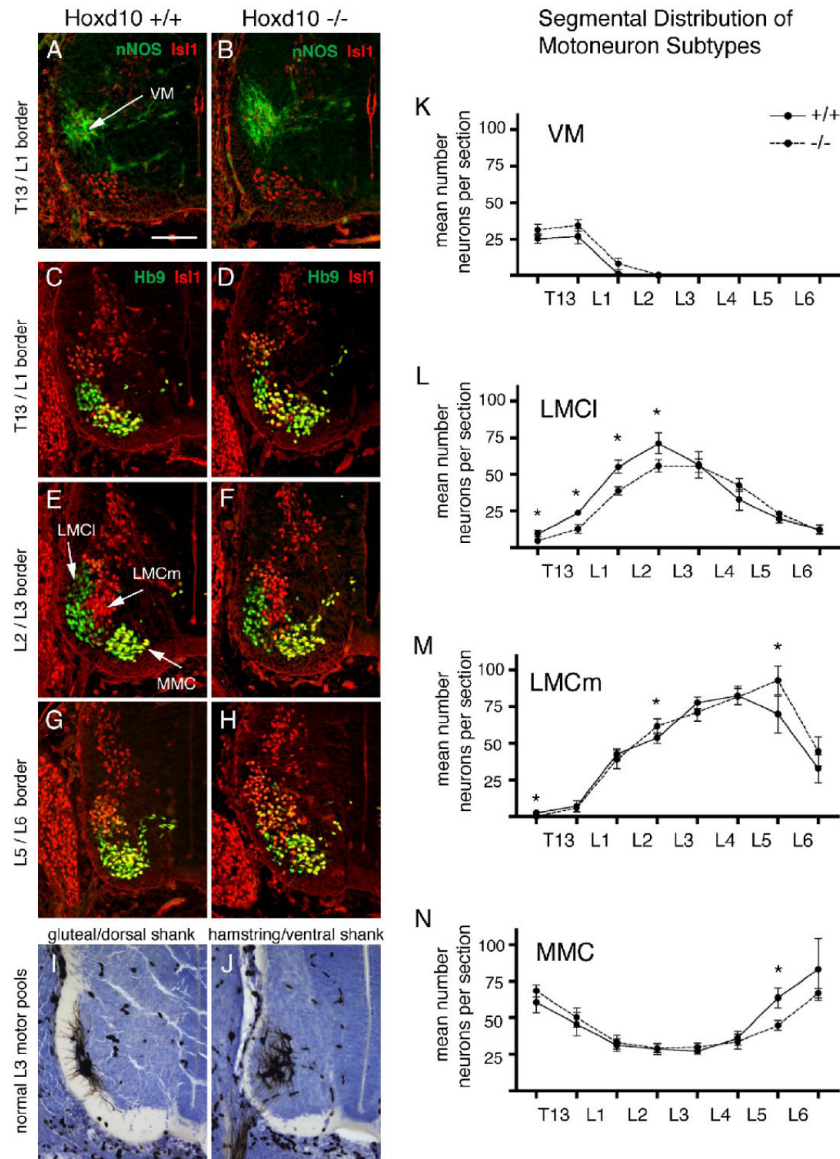 Hoxd10 +/+
Hoxd10 -/-
Segmental Distribution of
Motoneuron Subtypes
T13 / L1 border
A
nNOS Isl1
VM
B
nNOS Isl1
T13 / L1 border
C
Hb9 Isl1
D
Hb9 Isl1
L2 / L3 border
E
LMCl
LMCm
MMC
F
L5 / L6 border
G
H
gluteal/dorsal shank
hamstring/ventral shank
normal L3 motor pools
I
J
K
VM
+/+
-/-
mean number
neurons per section
100
75
50
25
T13 L1 L2 L3 L4 L5 L6
L
LMCl
mean number
neurons per section
100
75
50
25
* * * *
T13 L1 L2 L3 L4 L5 L6
M
LMCm
mean number
neurons per section
100
75
50
25
* * *
T13 L1 L2 L3 L4 L5 L6
N
MMC
mean number
neurons per section
100
75
50
25
*
T13 L1 L2 L3 L4 L5 L6